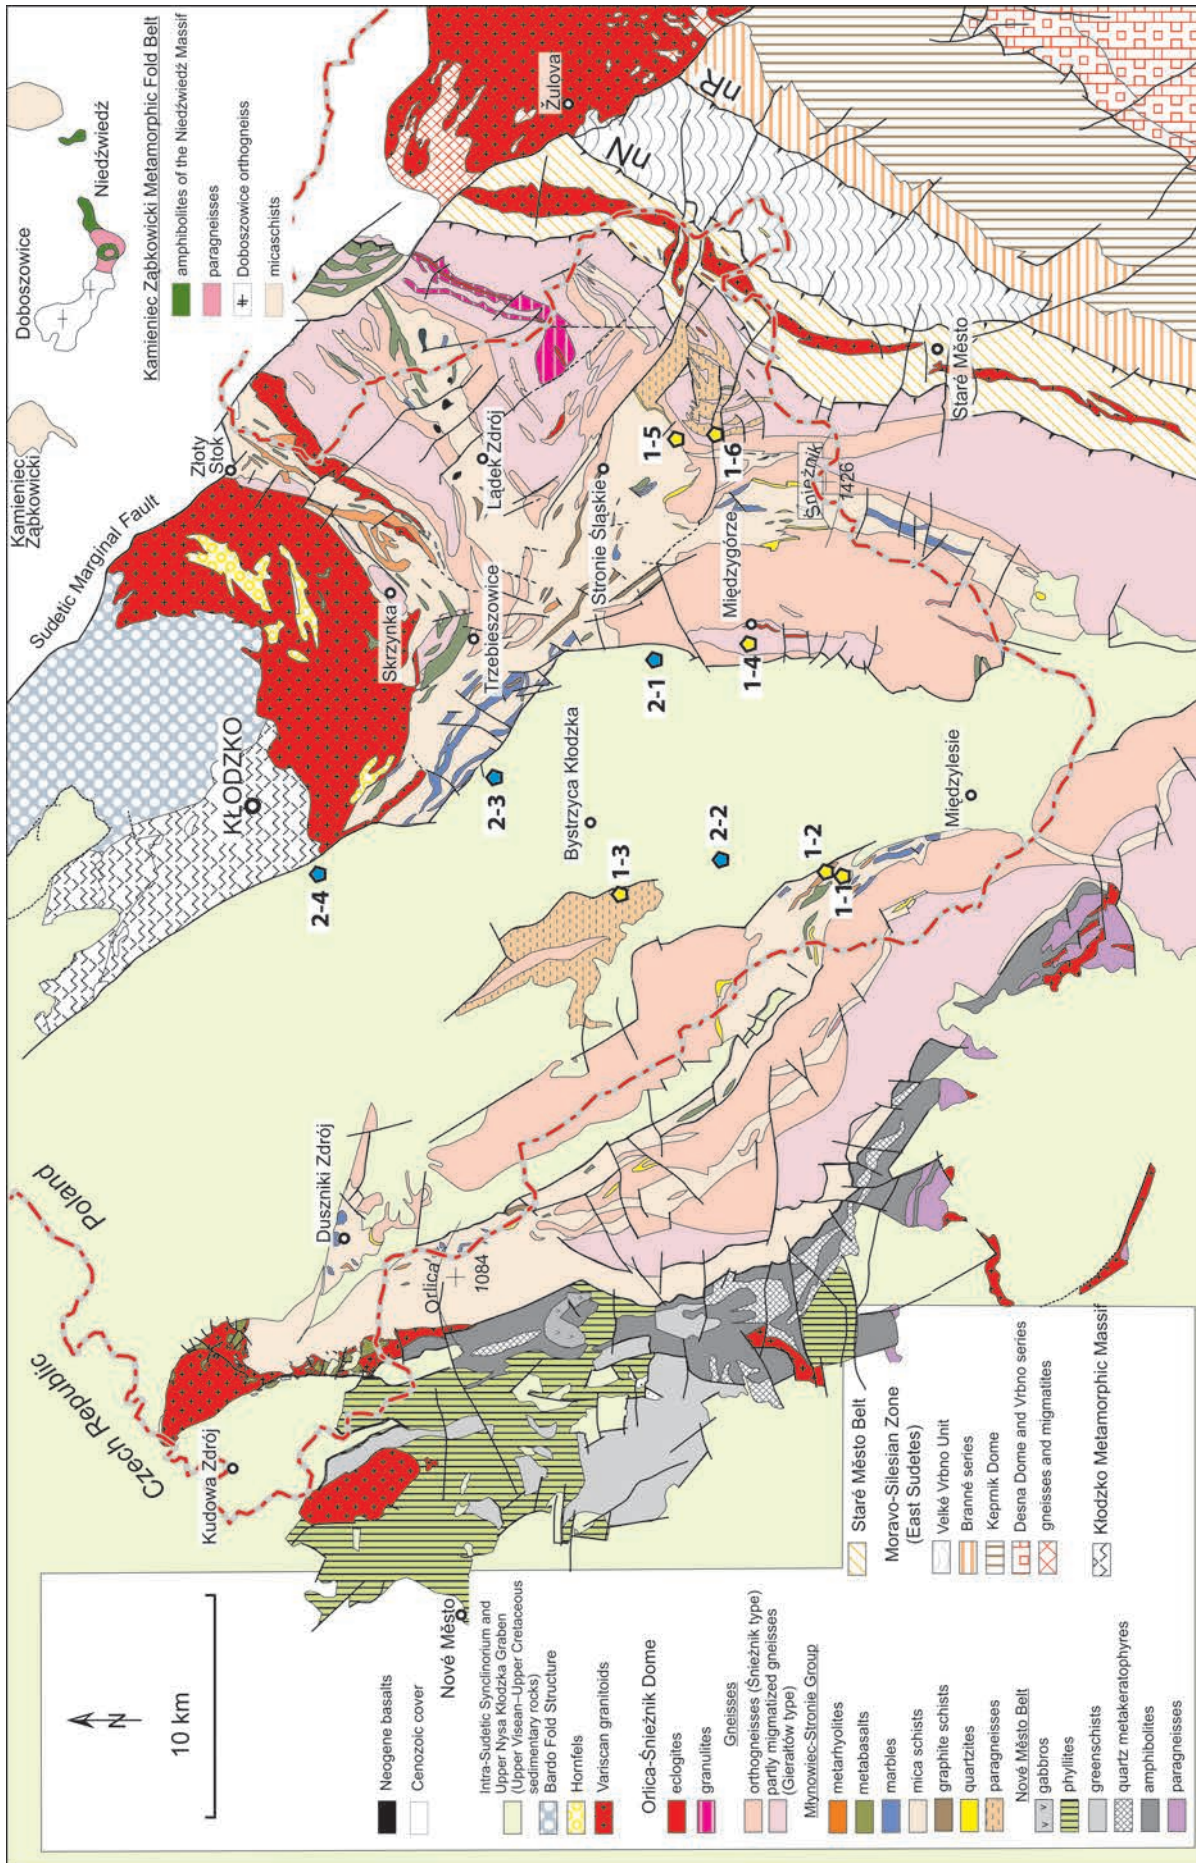 Czech Republic
Poland
Kudowa Zdrój
Duszniki Zdrój
Orlica
1084
Nové Město
KŁODZKO
Sudetic Marginal Fault
Kamieniec
Ząbkowicki
Doboszowice
Niedźwiedź
Złoty
Stok
Skrzynka
Trzebieszowice
Lądek Zdrój
Stronie Śląskie
Bystrzyca Kłodzka
Międzygórze
Śnieżnik
1426
Międzylesie
Staré Město
Žulova
nN
nR
2-4
2-3
2-1
2-2
1-3
1-2
1-1
1-4
1-5
1-6
Kamieniec Ząbkowicki Metamorphic Fold Belt
amphibolites of the Niedźwiedź Massif
paragneisses
Doboszowice orthogneiss
micaschists
N
10 km
Neogene basalts
Cenozoic cover
Intra-Sudetic Synclinorium and
Upper Nysa Kłodzka Graben
(Upper Visean–Upper Cretaceous
sedimentary rocks)
Bardo Fold Structure
Hornfels
Variscan granitoids
Orlica-Śnieżnik Dome
eclogites
granulites
Gneisses
orthogneisses (Śnieżnik type)
partly migmatized gneisses
(Gierałtów type)
Młynowiec-Stronie Group
metarhyolites
metabasalts
marbles
mica schists
graphite schists
quartzites
paragneisses
Nové Město Belt
v v
gabbros
phyllites
greenschists
quartz metakeratophyres
amphibolites
paragneisses
Staré Město Belt
Moravo-Silesian Zone
(East Sudetes)
Velké Vrbno Unit
Branné series
Keprnik Dome
Desna Dome and Vrbno series
gneisses and migmatites
Kłodzko Metamorphic Massif